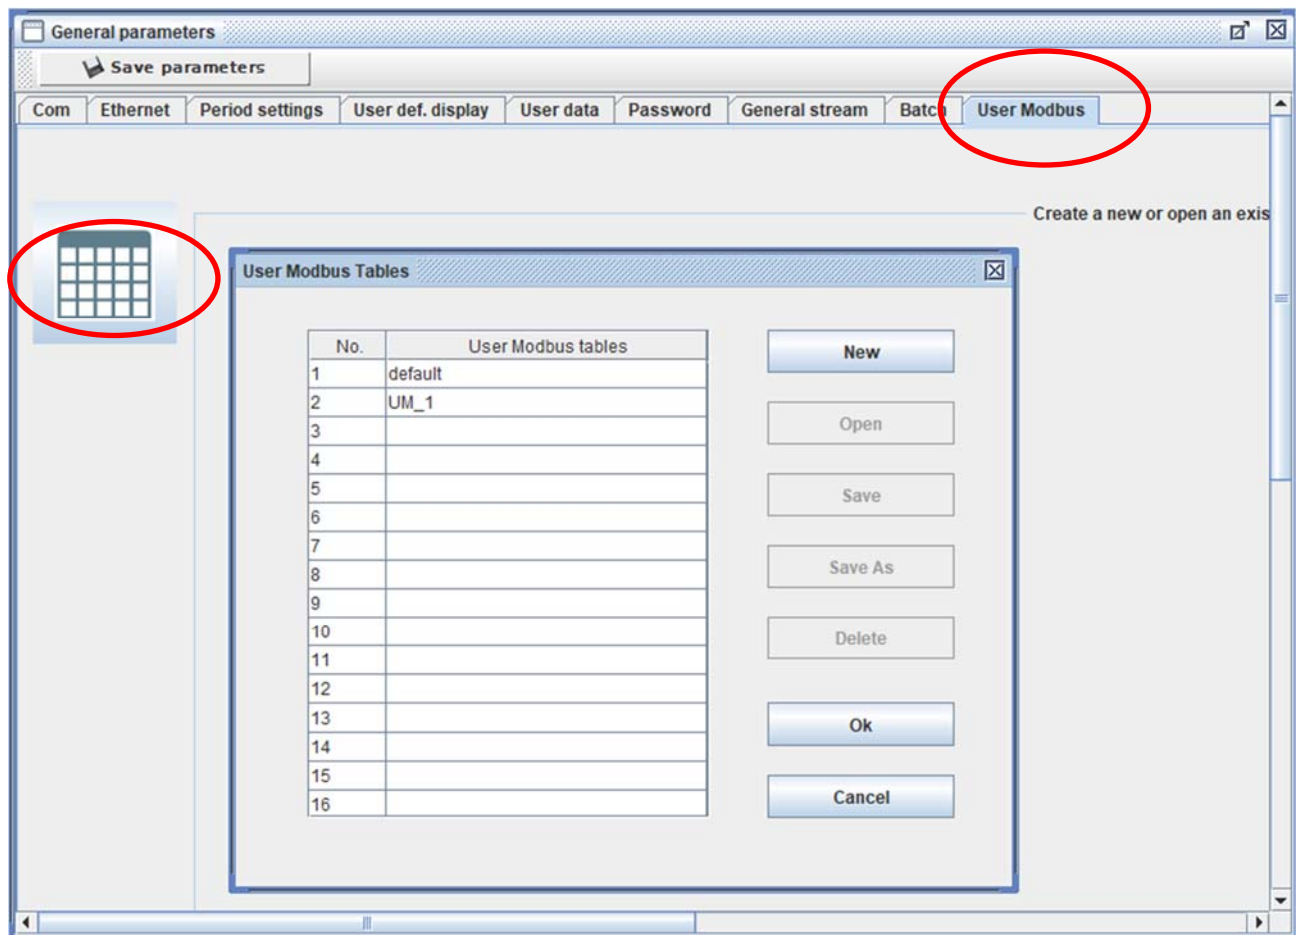 General parameters
Save parameters
Com Ethernet Period settings User def. display User data Password General stream Batch User Modbus
Create a new or open an exis
User Modbus Tables
No. User Modbus tables
1 default
2 UM_1
3
4
5
6
7
8
9
10
11
12
13
14
15
16
New
Open
Save
Save As
Delete
Ok
Cancel